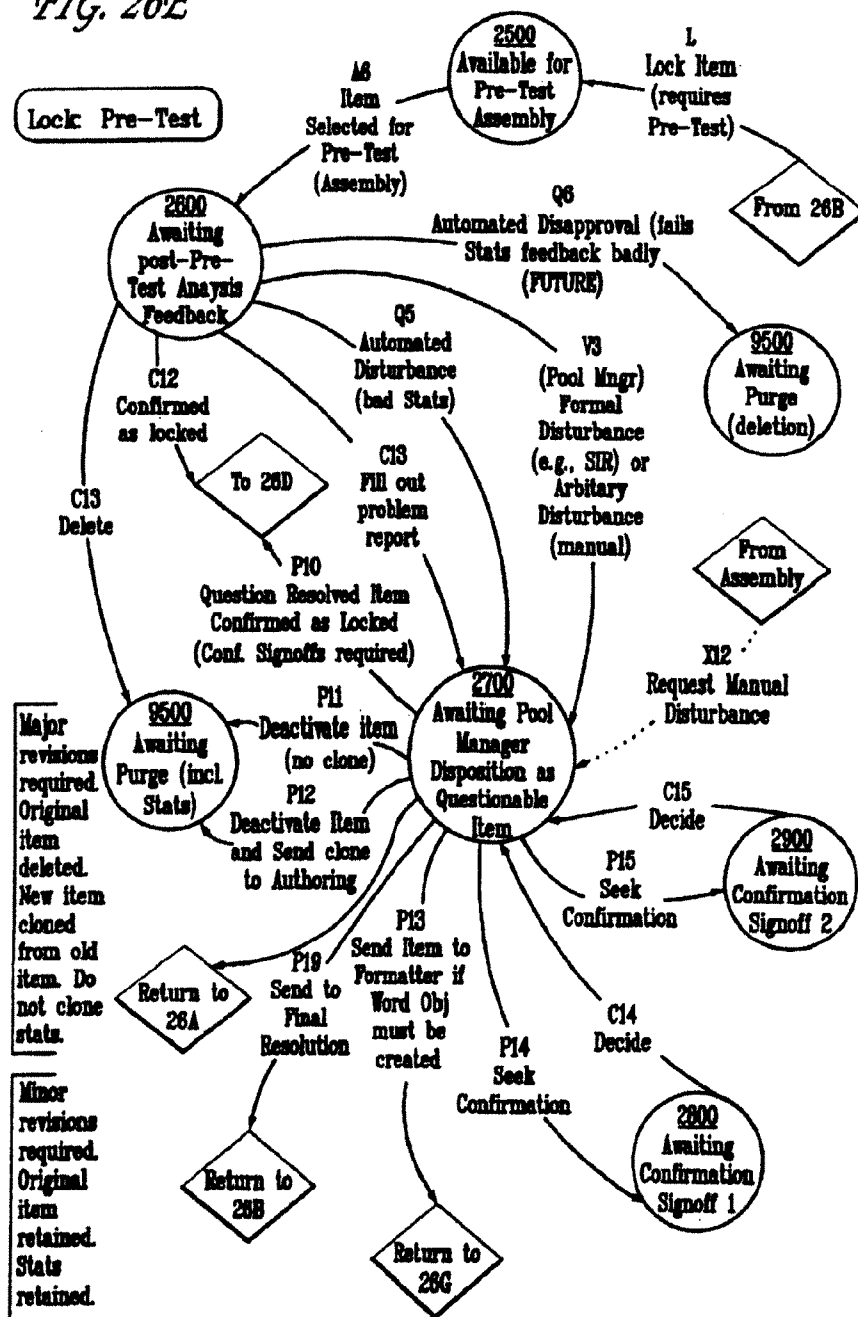 FIG. 26E
2500
Available for
Pre-Test
Assembly
L
Lock Item
(requires
Pre-Test)
A6
Item
Selected for
Pre-Test
(Assembly)
Lock Pre-Test
From 26B
2600
Awaiting
post-Pre-
Test Anaysis
Feedback
Q6
Automated Disapproval (fails
Stats feedback badly
(FUTURE)
Q5
Automated
Disturbance
(bad Stats)
V3
(Pool Mngr)
Formal
Disturbance
(e.g., SIR) or
Arbitary
Disturbance
(manual)
9500
Awaiting
Purge
(deletion)
C12
Confirmed
as locked
C13
Delete
To 26D
C13
Fill out
problem
report
From
Assembly
P10
Question Resolved Item
Confirmed as Locked
(Conf. Signoffs required)
X12
Request Manual
Disturbance
2700
Awaiting Pool
Manager
Disposition as
Questionable
Item
P11
Deactivate item
(no clone)
9500
Awaiting
Purge (incl.
Stats)
P12
Deactivate Item
and Send clone
to Authoring
Major
revisions
required.
Original
item
deleted.
New item
cloned
from old
item. Do
not clone
stats.
C15
Decide
2900
Awaiting
Confirmation
Signoff 2
P15
Seek
Confirmation
Return to
26A
P19
Send to
Final
Resolution
P13
Send Item to
Formatter if
Word Obj
must be
created
P14
Seek
Confirmation
C14
Decide
2800
Awaiting
Confirmation
Signoff 1
Minor
revisions
required.
Original
item
retained.
Stats
retained.
Return to
26B
Return to
26G